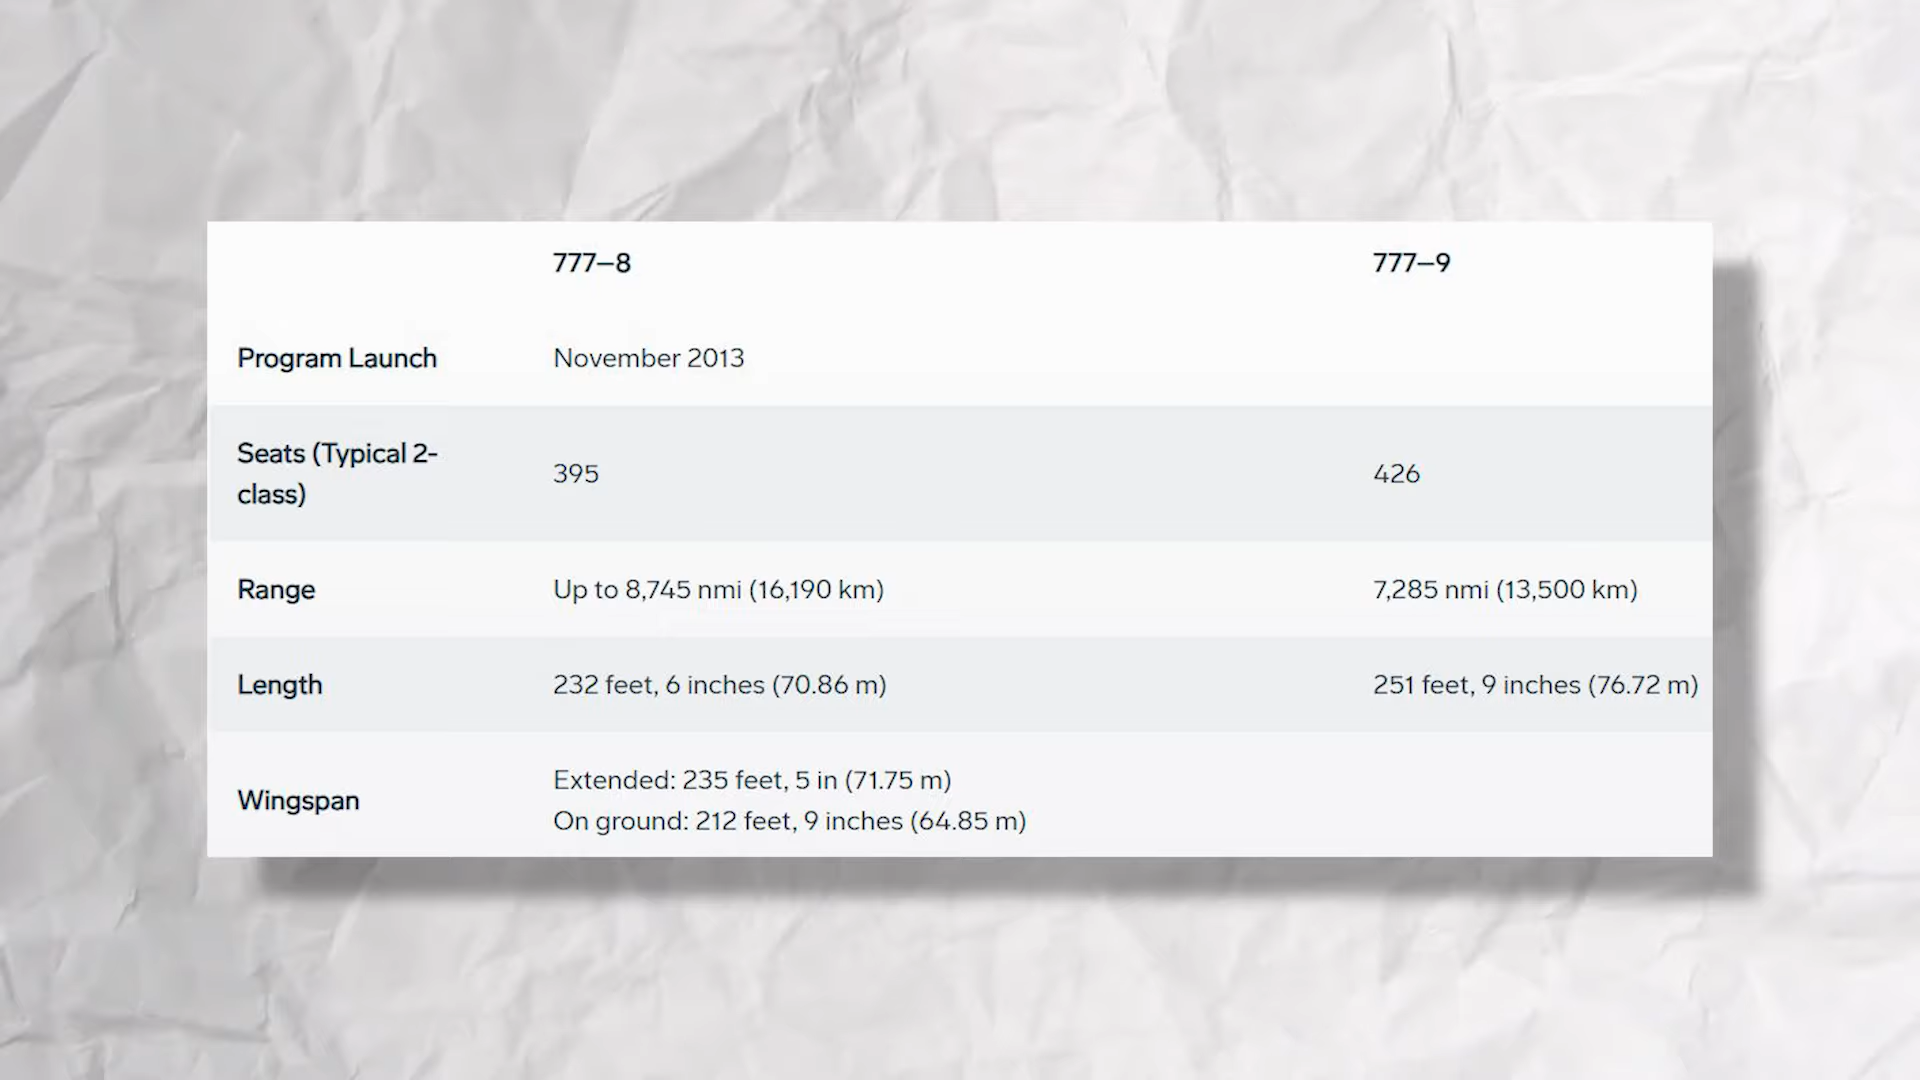 777–8 777–9
Program Launch November 2013
Seats (Typical 2-
class) 395 426
Range Up to 8,745 nmi (16,190 km) 7,285 nmi (13,500 km)
Length 232 feet, 6 inches (70.86 m) 251 feet, 9 inches (76.72 m)
Wingspan Extended: 235 feet, 5 in (71.75 m)
On ground: 212 feet, 9 inches (64.85 m)